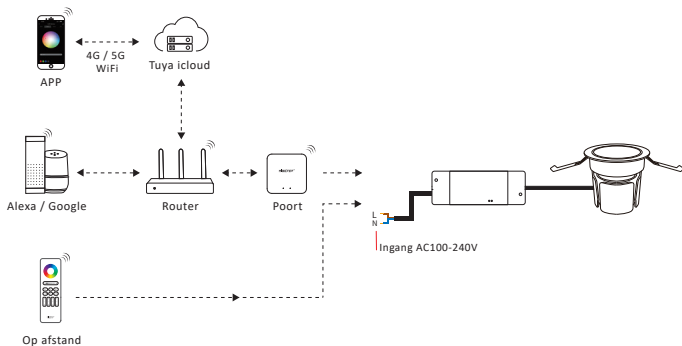 4G / 5G
WiFi
APP
Tuya icloud
Alexa / Google
Router
Poort
L
N
Ingang AC100-240V
Op afstand